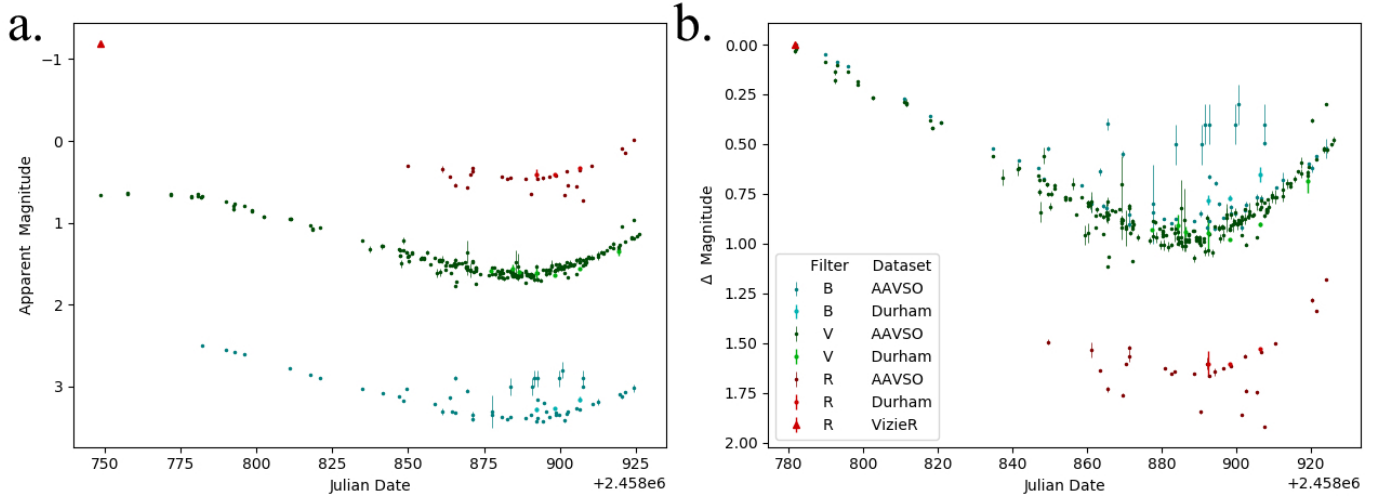 a.
Apparent Magnitude
−1
0
1
2
3
750 775 800 825 850 875 900 925
Julian Date
+2.458e6
b.
Δ Magnitude
0.00
0.25
0.50
0.75
1.00
1.25
1.50
1.75
2.00
Filter Dataset
B AAVSO
B Durham
V AAVSO
V Durham
R AAVSO
R Durham
R VizieR
780 800 820 840 860 880 900 920
Julian Date
+2.458e6